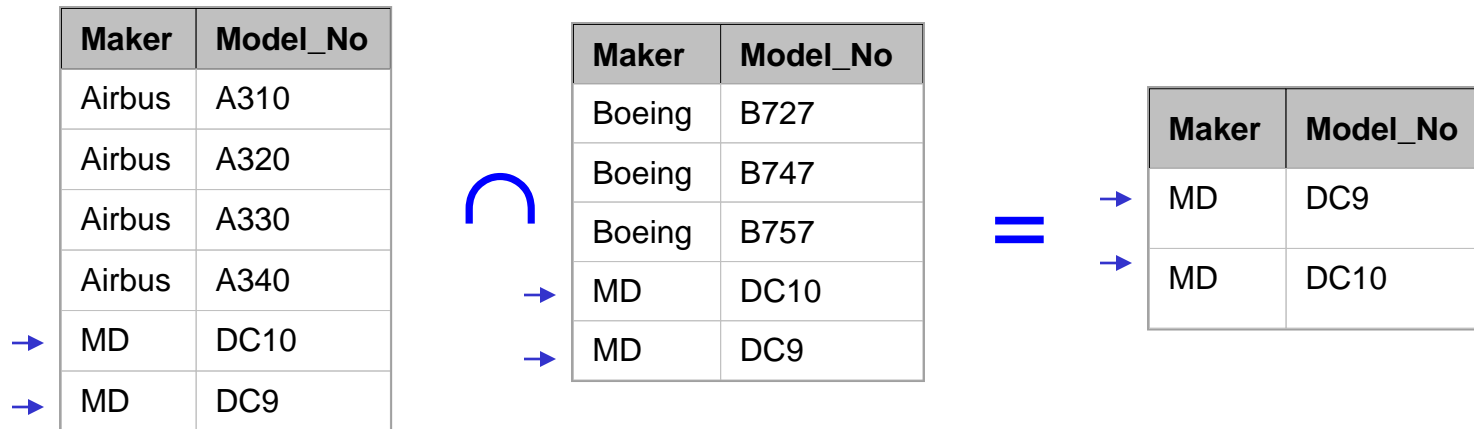 Maker Model_No
Airbus A310
Airbus A320
Airbus A330
Airbus A340
MD DC10
MD DC9
∩
Maker Model_No
Boeing B727
Boeing B747
Boeing B757
MD DC10
MD DC9
=
Maker Model_No
MD DC9
MD DC10